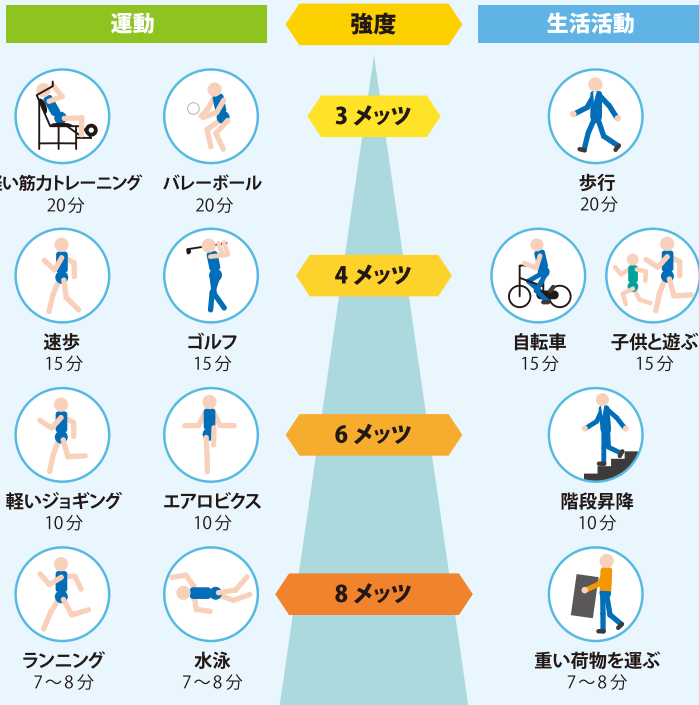 運動
強度
生活活動
3メッツ
い筋力トレーニング
20分
バレーボール
20分
歩行
20分
4メッツ
速歩
15分
ゴルフ
15分
自転車
15分
子供と遊ぶ
15分
6メッツ
軽いジョギング
10分
エアロビクス
10分
階段昇降
10分
8メッツ
ランニング
7〜8分
水泳
7〜8分
重い荷物を運ぶ
7〜8分